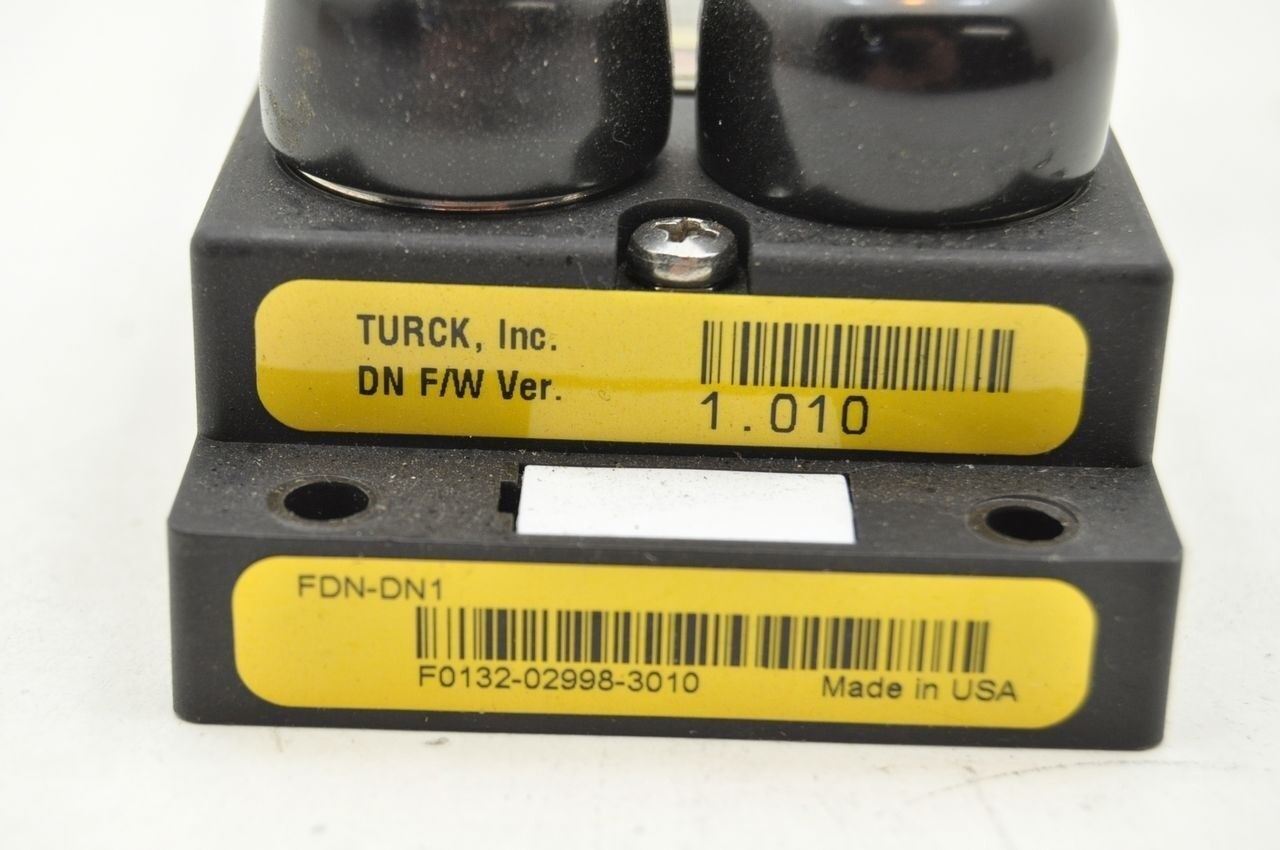 TURCK, Inc.
DN F/W Ver.
1.010
FDN-DN1
F0132-02998-3010
Made in USA